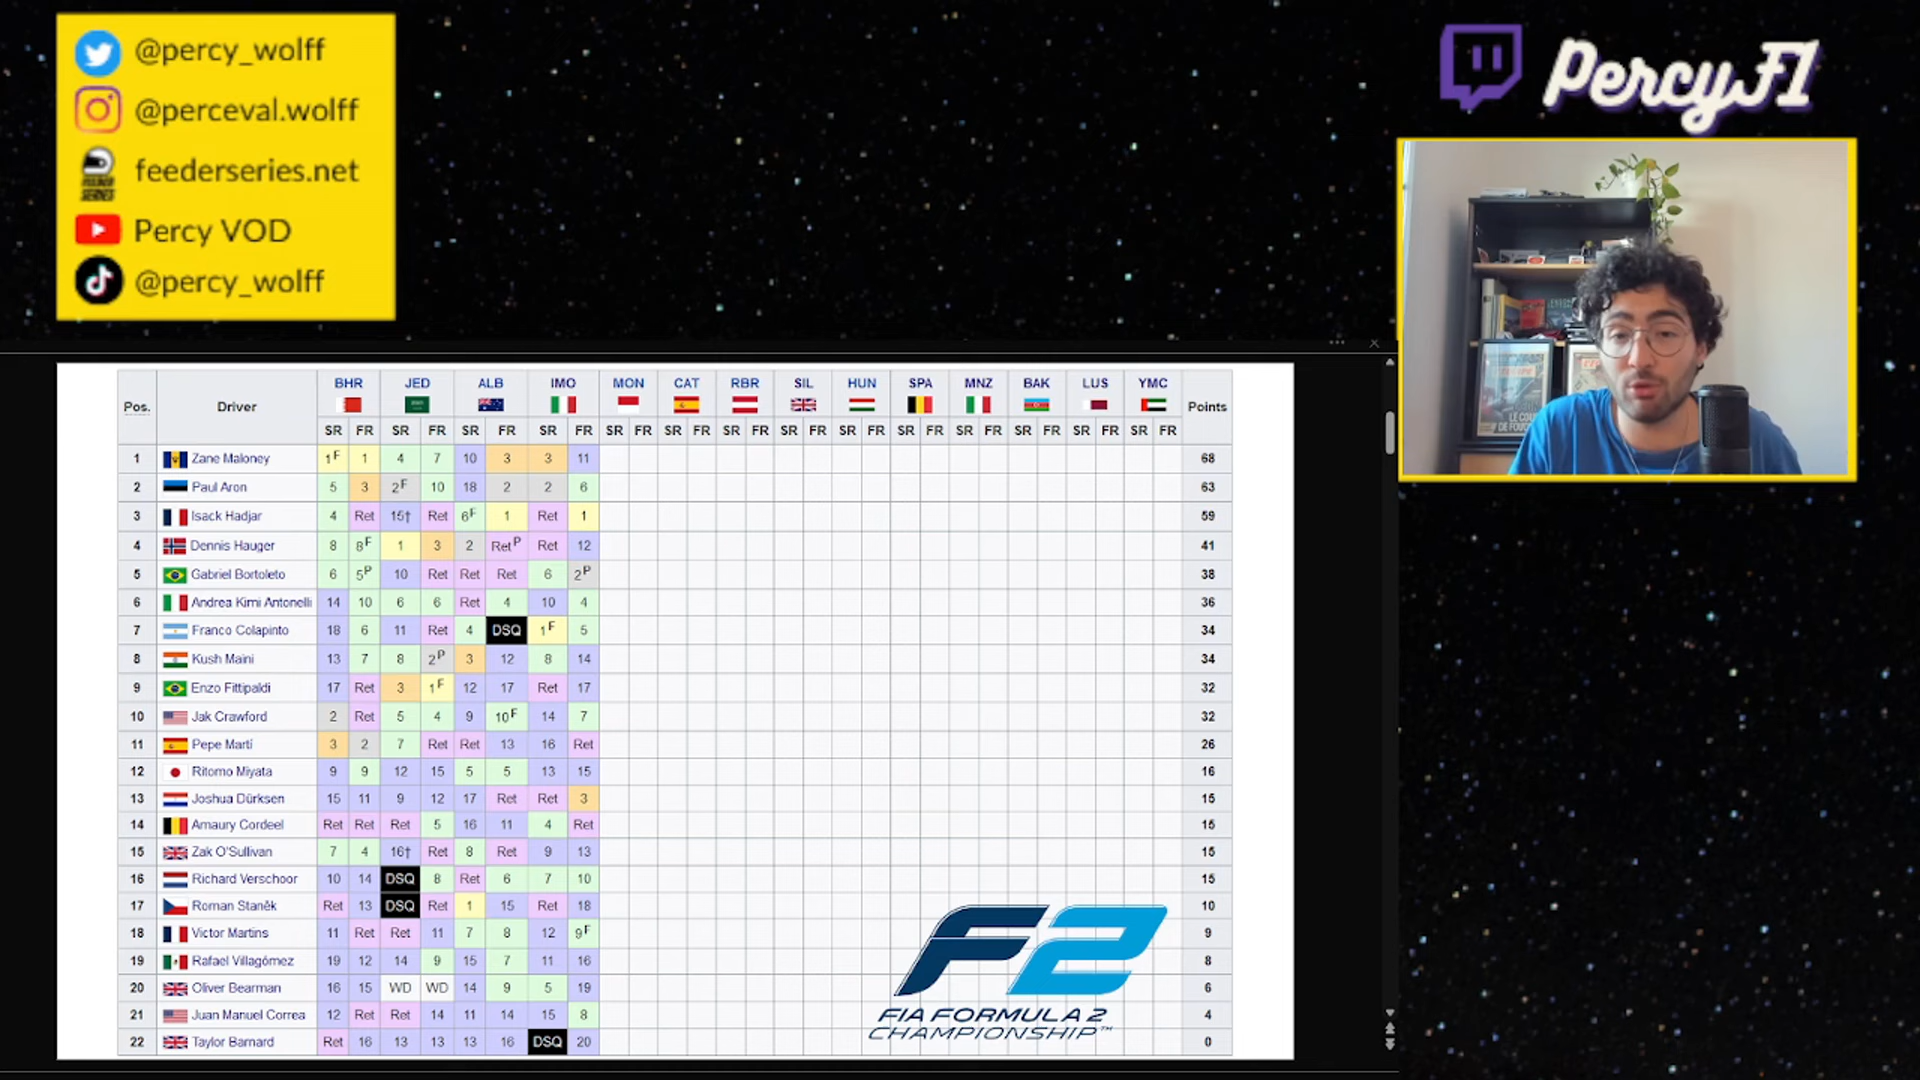 @percy_wolff
@perceval.wolff
feederseries.net
Percy VOD
@percy_wolff
PercyF1
Pos. Driver BHR JED ALB IMO MON CAT RBR SIL HUN SPA MNZ BAK LUS YMC Points
SR FR SR FR SR FR SR FR SR FR SR FR SR FR SR FR SR FR SR FR SR FR SR FR SR FR SR FR
1 Zane Maloney 1F 1 4 7 10 3 3 11 68
2 Paul Aron 5 3 2F 10 18 2 2 6 63
3 Isack Hadjar 4 Ret 15† Ret 6F 1 Ret 1 59
4 Dennis Hauger 8 8F 1 3 2 RetP Ret 12 41
5 Gabriel Bortoleto 6 5P 10 Ret Ret Ret 6 2P 38
6 Andrea Kimi Antonelli 14 10 6 6 Ret 4 10 4 36
7 Franco Colapinto 18 6 11 Ret 4 DSQ 1F 5 34
8 Kush Maini 13 7 8 2P 3 12 8 14 34
9 Enzo Fittipaldi 17 Ret 3 1F 12 17 Ret 17 32
10 Jak Crawford 2 Ret 5 4 9 10F 14 7 32
11 Pepe Martí 3 2 7 Ret Ret 13 16 Ret 26
12 Ritomo Miyata 9 9 12 15 5 5 13 15 16
13 Joshua Dürksen 15 11 9 12 17 Ret Ret 3 15
14 Amaury Cordeel Ret Ret Ret 5 16 11 4 Ret 15
15 Zak O'Sullivan 7 4 16† Ret 8 Ret 9 13 15
16 Richard Verschoor 10 14 DSQ 8 Ret 6 7 10 15
17 Roman Staněk Ret 13 DSQ Ret 1 15 Ret 18 10
18 Victor Martins 11 Ret Ret 11 7 8 12 9F 9
19 Rafael Villagómez 19 12 14 9 15 7 11 16 8
20 Oliver Bearman 16 15 WD WD 14 9 5 19 6
21 Juan Manuel Correa 12 Ret Ret 14 11 14 15 8 4
22 Taylor Barnard Ret 16 13 13 13 16 DSQ 20 0
F2
FIA FORMULA 2
CHAMPIONSHIP™